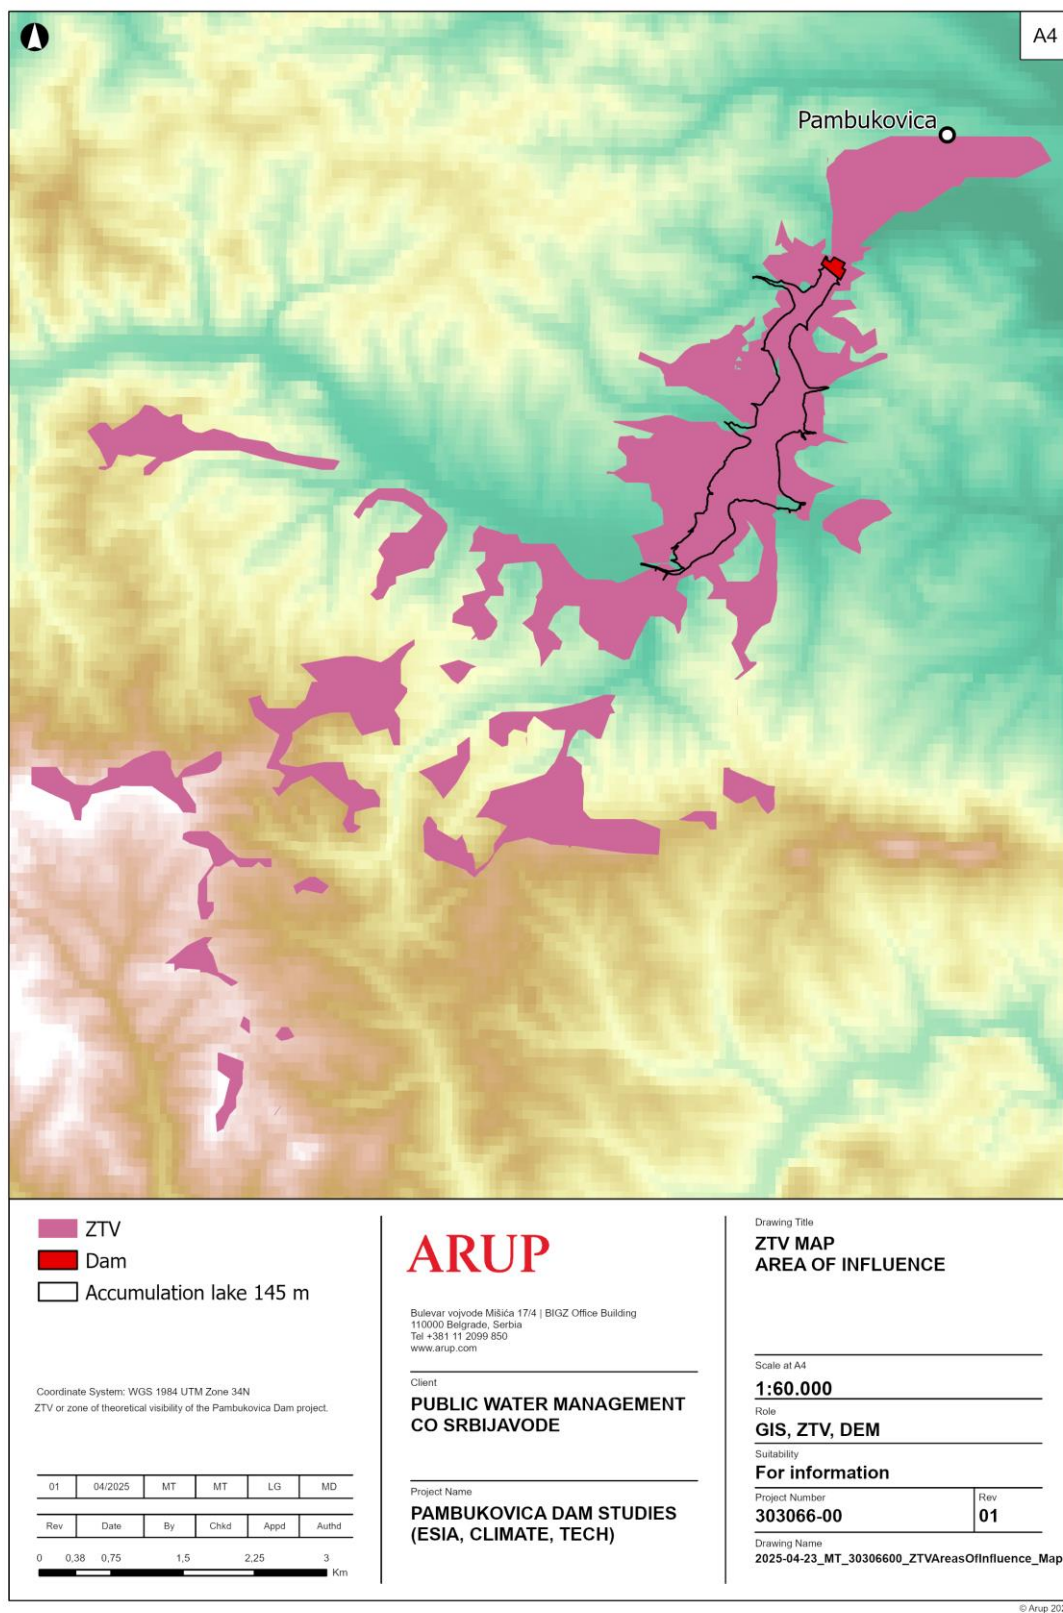 A4
Pambukovica
ZTV
Dam
Accumulation lake 145 m
Coordinate System: WGS 1984 UTM Zone 34N
ZTV or zone of theoretical visibility of the Pambukovica Dam project.
01 04/2025 MT MT LG MD
Rev Date By Chkd Appd Authd
0 0,38 0,75 1,5 2,25 3
Km
ARUP
Bulevar vojvode Mišića 17/4 | BIGZ Office Building
110000 Belgrade, Serbia
Tel +381 11 2099 850
www.arup.com
Client
PUBLIC WATER MANAGEMENT
CO SRBIJAVODE
Project Name
PAMBUKOVICA DAM STUDIES
(ESIA, CLIMATE, TECH)
Drawing Title
ZTV MAP
AREA OF INFLUENCE
Scale at A4
1:60.000
Role
GIS, ZTV, DEM
Suitability
For information
Project Number
303066-00
Rev
01
Drawing Name
2025-04-23_MT_30306600_ZTVAreasOfInfluence_Map
© Arup